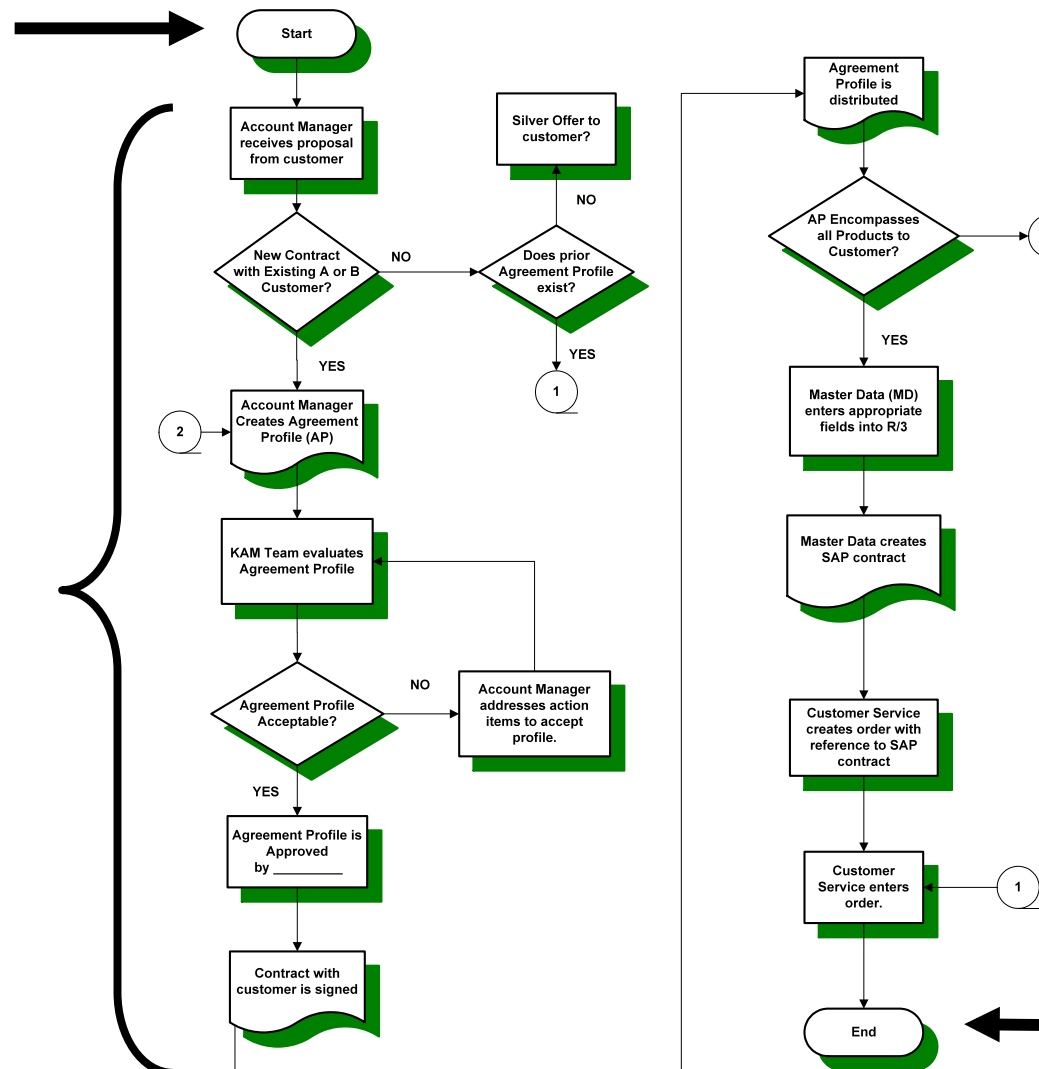 Start
Account Manager
receives proposal
from customer
New Contract
with Existing A or B
Customer?
NO
YES
Silver Offer to
customer?
NO
Does prior
Agreement Profile
exist?
YES
1
2
Account Manager
Creates Agreement
Profile (AP)
KAM Team evaluates
Agreement Profile
Agreement Profile
Acceptable?
NO
YES
Account Manager
addresses action
items to accept
profile.
Agreement Profile is
Approved
by __________
Contract with
customer is signed
Agreement
Profile is
distributed
AP Encompasses
all Products to
Customer?
YES
Master Data (MD)
enters appropriate
fields into R/3
Master Data creates
SAP contract
Customer Service
creates order with
reference to SAP
contract
Customer
Service enters
order.
1
End